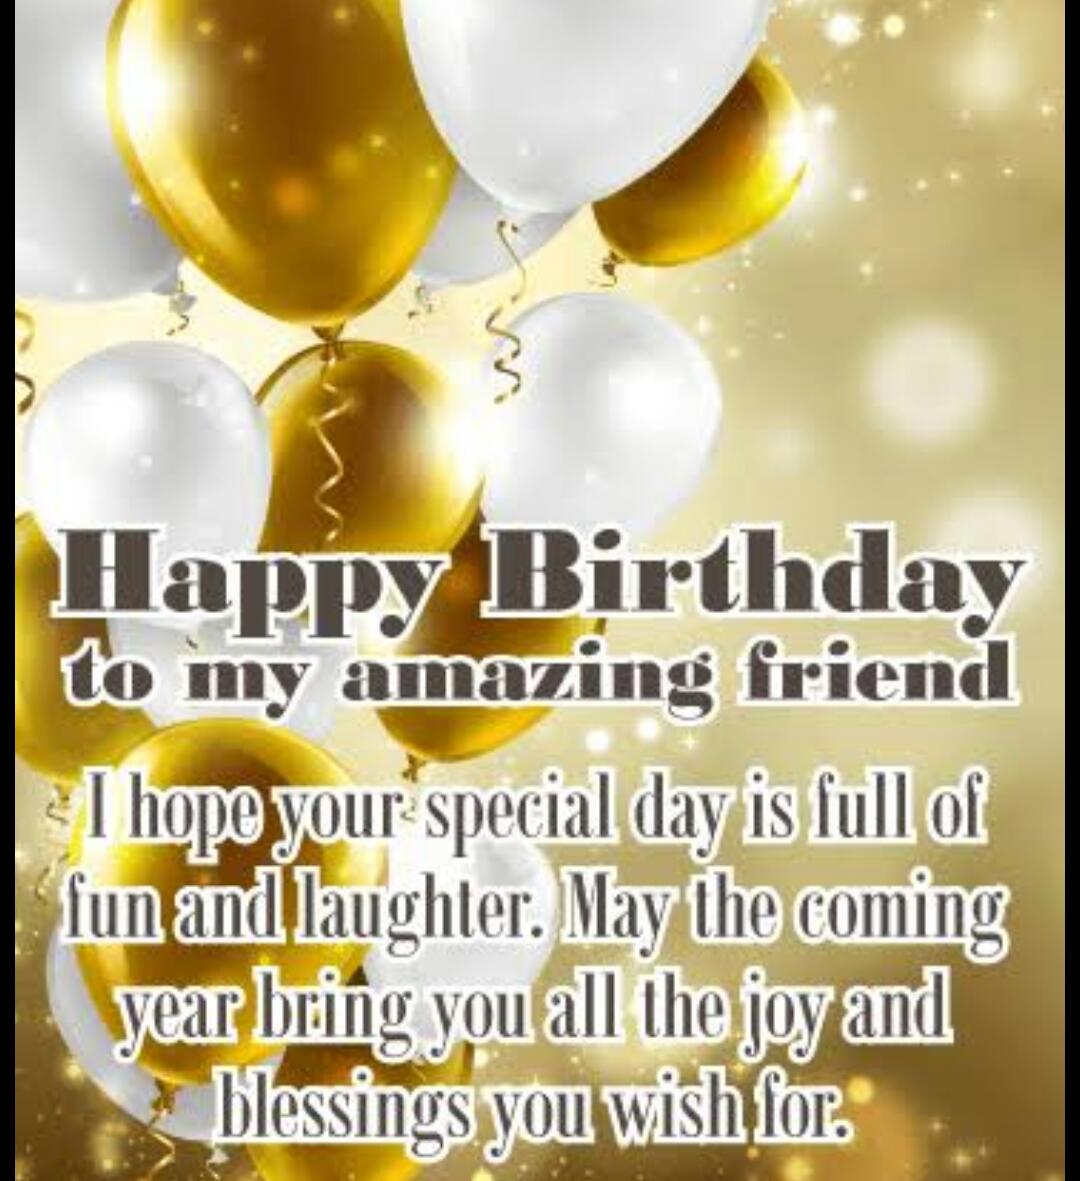 Happy Birthday
to my amazing friend
I hope your special day is full of
fun and laughter. May the coming
year bring you all the joy and
blessings you wish for.